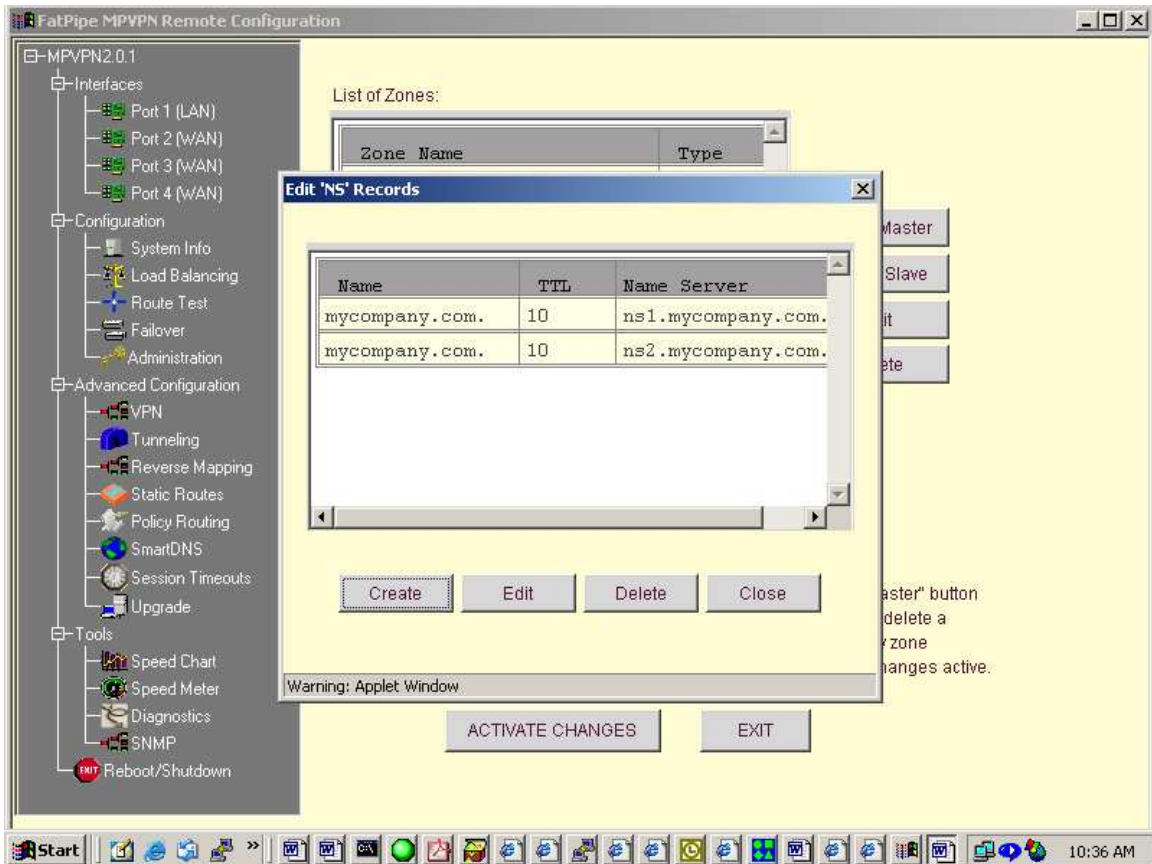 FatPipe MPVPN Remote Configuration
MPVPN2.0.1
Interfaces
Port 1 (LAN)
Port 2 (WAN)
Port 3 (WAN)
Port 4 (WAN)
Configuration
System Info
Load Balancing
Route Test
Failover
Administration
Advanced Configuration
VPN
Tunneling
Reverse Mapping
Static Routes
Policy Routing
SmartDNS
Session Timeouts
Upgrade
Tools
Speed Chart
Speed Meter
Diagnostics
SNMP
EXIT Reboot/Shutdown
List of Zones:
Zone Name Type
Master
Slave
it
ete
Edit 'NS' Records
Name TTL Name Server
mycompany.com. 10 ns1.mycompany.com.
mycompany.com. 10 ns2.mycompany.com.
Create Edit Delete Close
Warning: Applet Window
aster" button
delete a
zone
hanges active.
ACTIVATE CHANGES EXIT
Start » 10:36 AM